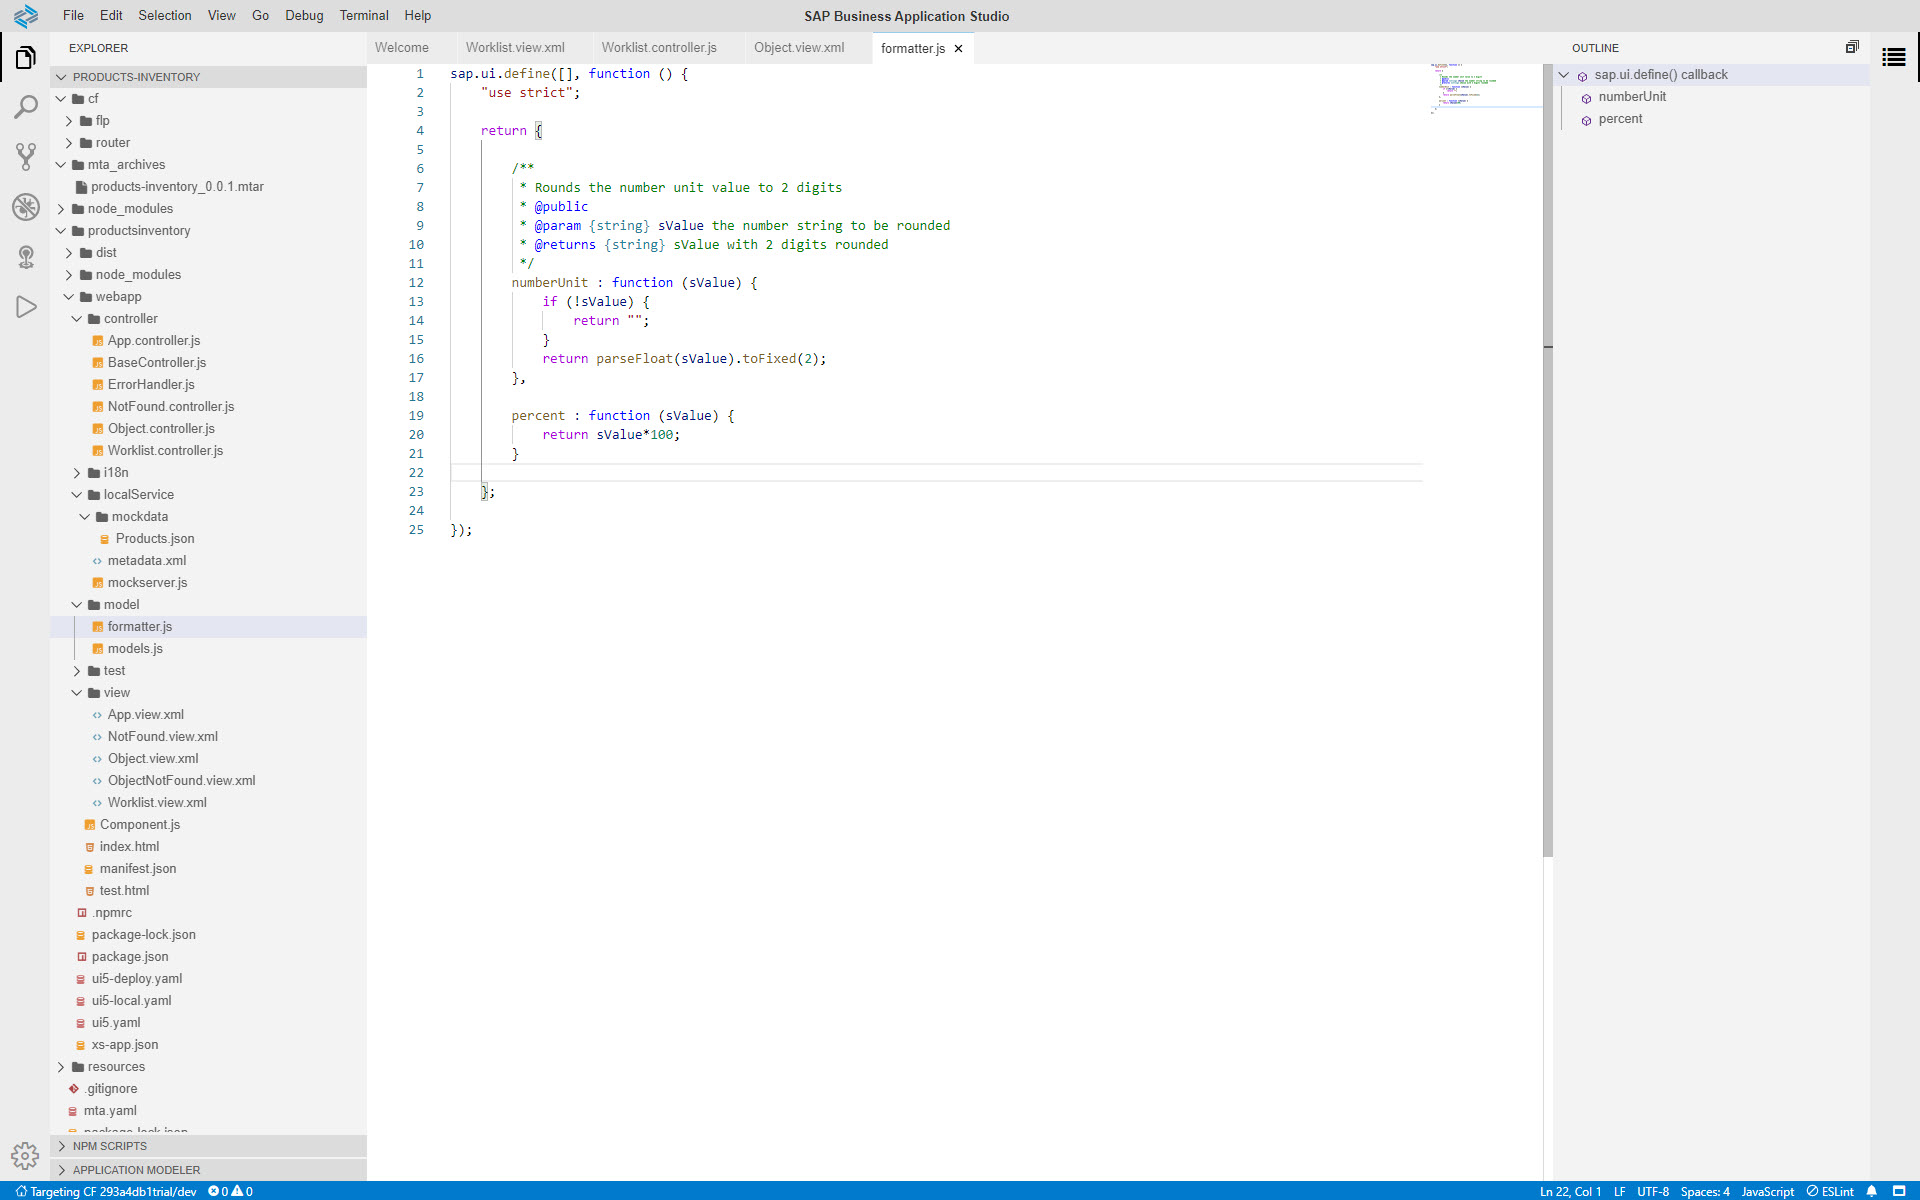 File Edit Selection View Go Debug Terminal Help
SAP Business Application Studio
EXPLORER
PRODUCTS-INVENTORY
cf
flp
router
mta_archives
products-inventory_0.0.1.mtar
node_modules
productsinventory
dist
node_modules
webapp
controller
App.controller.js
BaseController.js
ErrorHandler.js
NotFound.controller.js
Object.controller.js
Worklist.controller.js
i18n
localService
mockdata
Products.json
metadata.xml
mockserver.js
model
formatter.js
models.js
test
view
App.view.xml
NotFound.view.xml
Object.view.xml
ObjectNotFound.view.xml
Worklist.view.xml
Component.js
index.html
manifest.json
test.html
.npmrc
package-lock.json
package.json
ui5-deploy.yaml
ui5-local.yaml
ui5.yaml
xs-app.json
resources
.gitignore
mta.yaml
package-lock.json
NPM SCRIPTS
APPLICATION MODELER
Welcome Worklist.view.xml Worklist.controller.js Object.view.xml formatter.js
1 sap.ui.define([], function () {
2 "use strict";
3
4 return {
5
6 /**
7 * Rounds the number unit value to 2 digits
8 * @public
9 * @param {string} sValue the number string to be rounded
10 * @returns {string} sValue with 2 digits rounded
11 */
12 numberUnit : function (sValue) {
13 if (!sValue) {
14 return "";
15 }
16 return parseFloat(sValue).toFixed(2);
17 },
18
19 percent : function (sValue) {
20 return sValue*100;
21 }
22
23 };
24
25 });
OUTLINE
sap.ui.define() callback
numberUnit
percent
Targeting CF 293a4db1trial/dev 0 0
Ln 22, Col 1 LF UTF-8 Spaces: 4 JavaScript ESLint